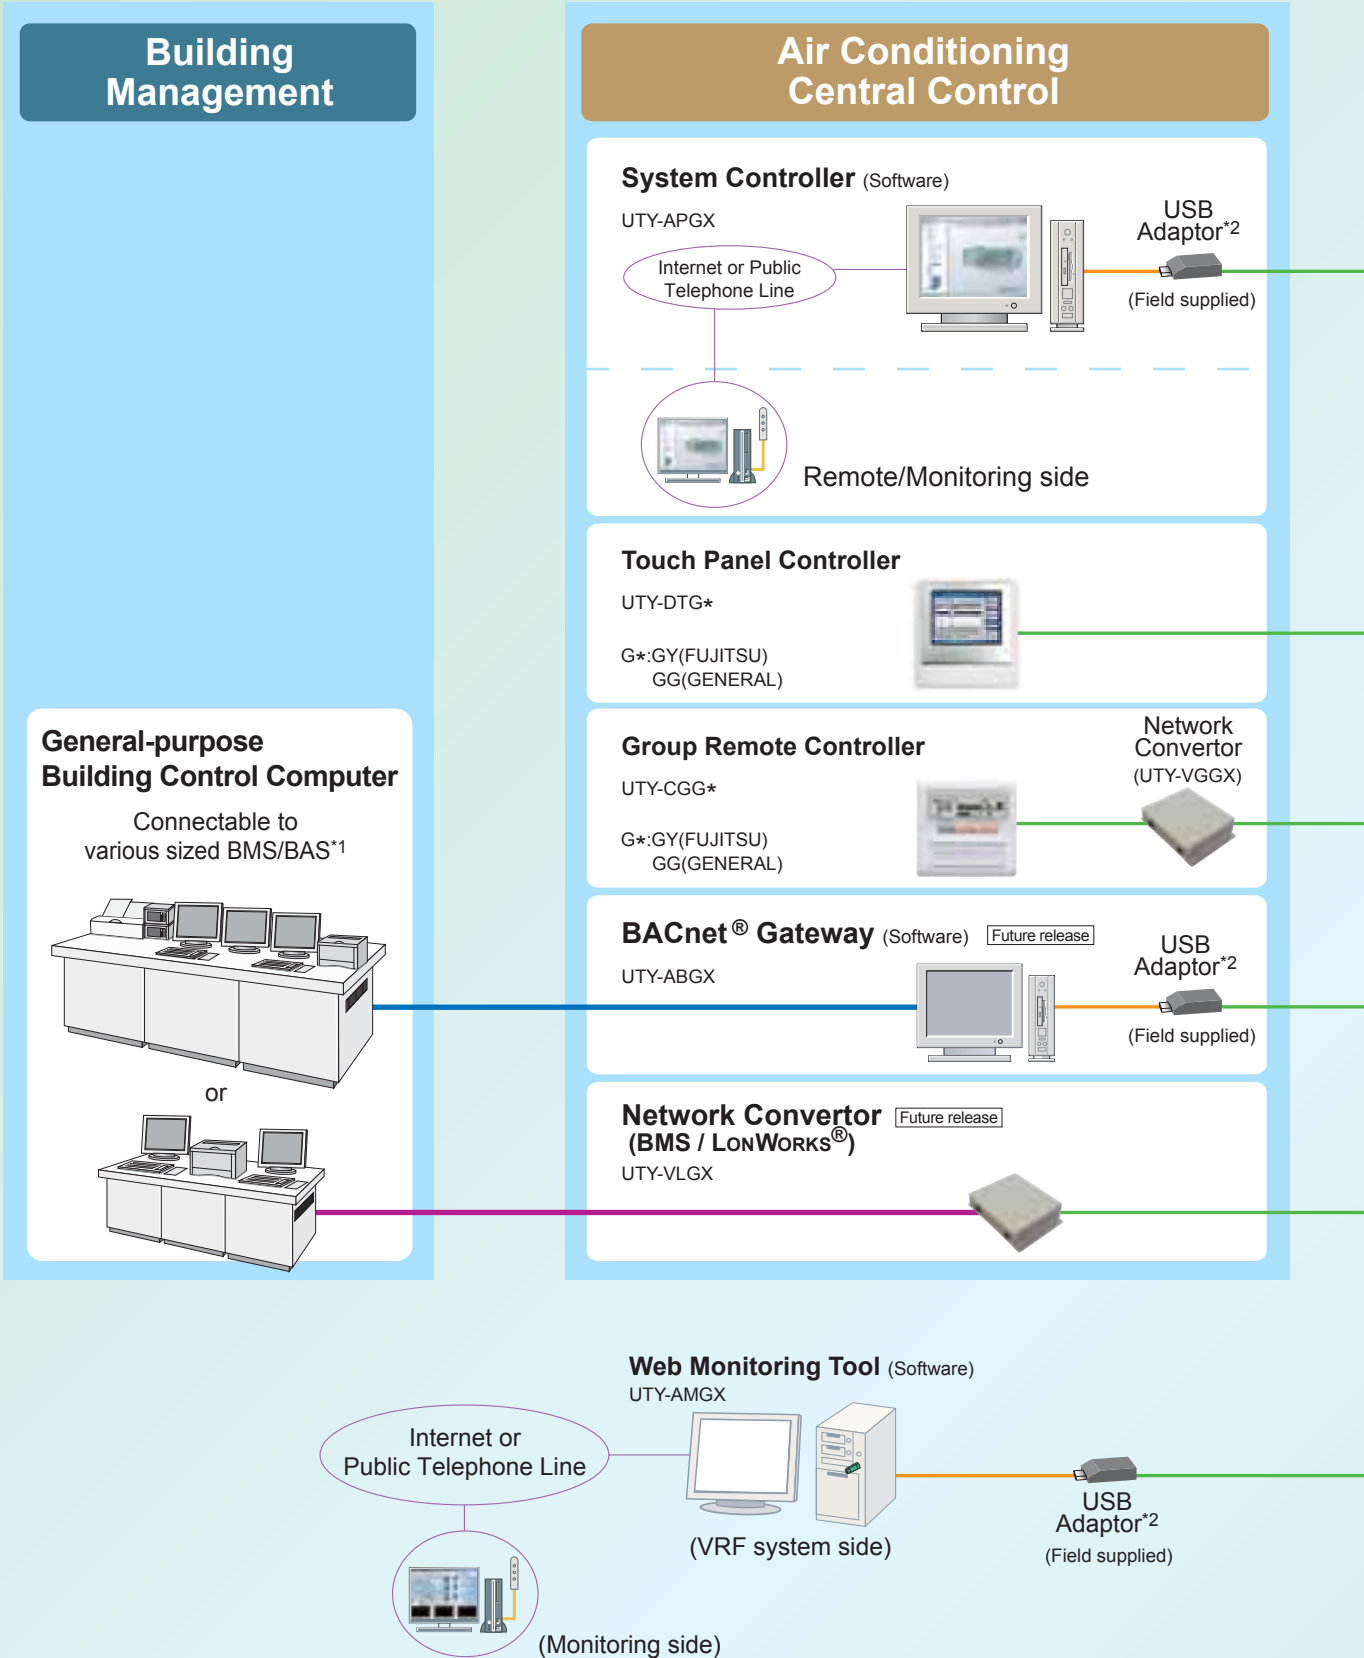 Building
Management
Air Conditioning
Central Control
System Controller (Software)
UTY-APGX
Internet or Public
Telephone Line
USB
Adaptor*2
(Field supplied)
Remote/Monitoring side
Touch Panel Controller
UTY-DTG*
G*:GY(FUJITSU)
GG(GENERAL)
General-purpose
Building Control Computer
Connectable to
various sized BMS/BAS*1
or
Group Remote Controller
UTY-CGG*
G*:GY(FUJITSU)
GG(GENERAL)
Network
Convertor
(UTY-VGGX)
BACnet® Gateway (Software) Future release
UTY-ABGX
USB
Adaptor*2
(Field supplied)
Network Convertor Future release
(BMS / LONWORKS®)
UTY-VLGX
Web Monitoring Tool (Software)
UTY-AMGX
Internet or
Public Telephone Line
(VRF system side)
USB
Adaptor*2
(Field supplied)
(Monitoring side)